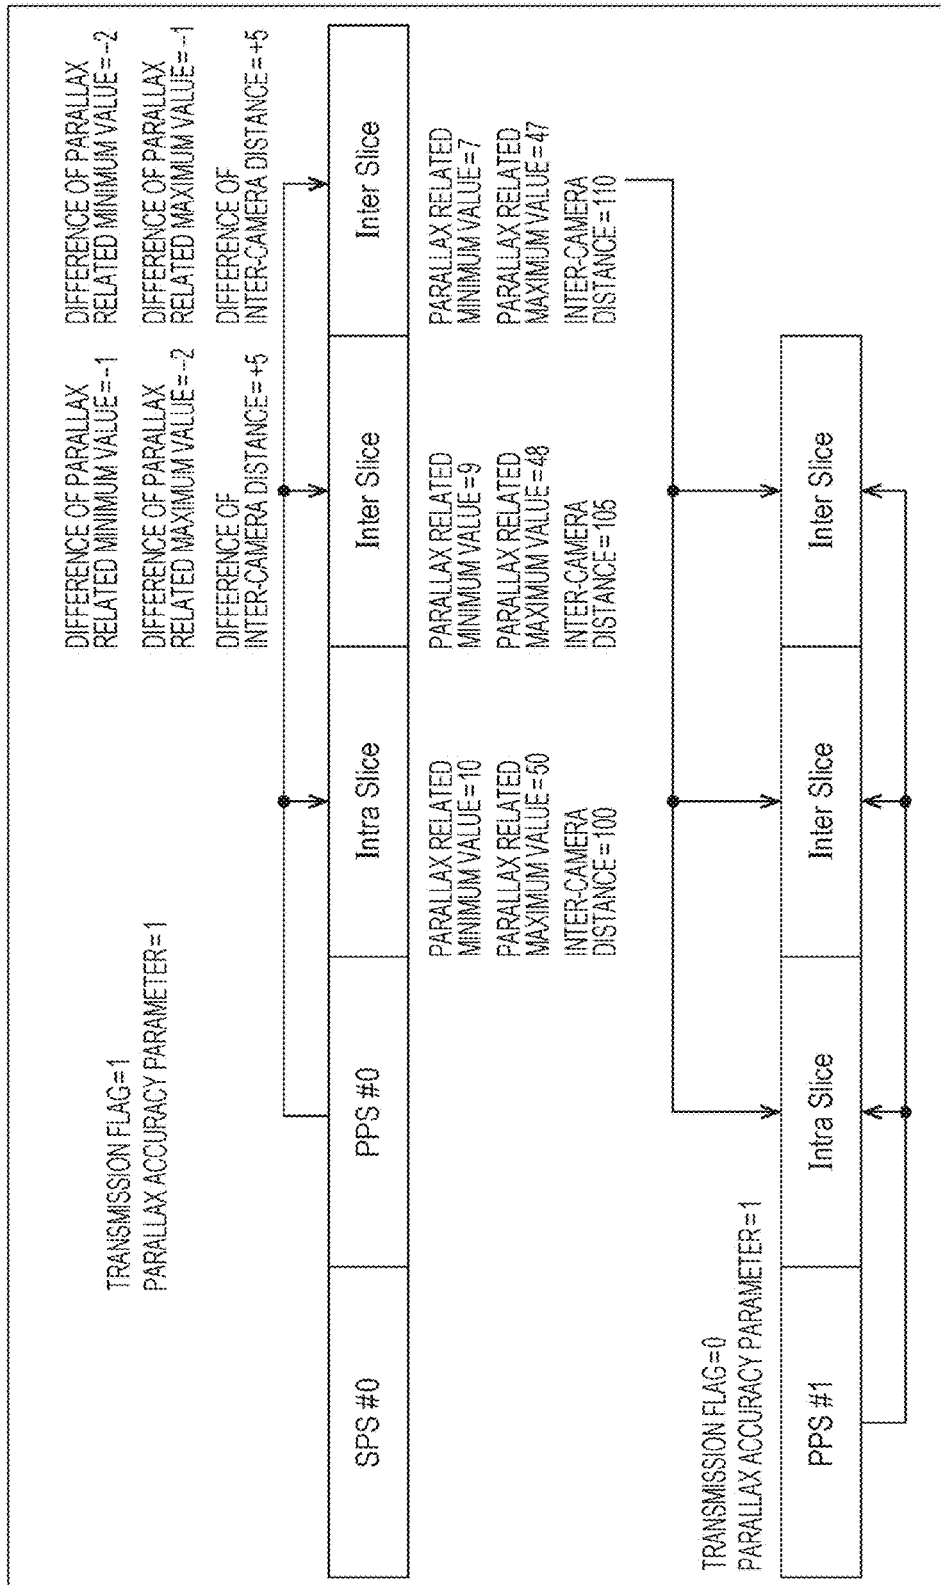 TRANSMISSION FLAG=1
PARALLAX ACCURACY PARAMETER=1
DIFFERENCE OF PARALLAX
RELATED MINIMUM VALUE=-1
DIFFERENCE OF PARALLAX
RELATED MAXIMUM VALUE=-2
DIFFERENCE OF
INTER-CAMERA DISTANCE=+5
DIFFERENCE OF PARALLAX
RELATED MINIMUM VALUE=-2
DIFFERENCE OF PARALLAX
RELATED MAXIMUM VALUE=-1
DIFFERENCE OF
INTER-CAMERA DISTANCE=+5
SPS #0
PPS #0
Intra Slice
Inter Slice
Inter Slice
PARALLAX RELATED
MINIMUM VALUE=10
PARALLAX RELATED
MAXIMUM VALUE=50
INTER-CAMERA
DISTANCE=100
PARALLAX RELATED
MINIMUM VALUE=9
PARALLAX RELATED
MAXIMUM VALUE=48
INTER-CAMERA
DISTANCE=105
PARALLAX RELATED
MINIMUM VALUE=7
PARALLAX RELATED
MAXIMUM VALUE=47
INTER-CAMERA
DISTANCE=110
TRANSMISSION FLAG=0
PARALLAX ACCURACY PARAMETER=1
PPS #1
Intra Slice
Inter Slice
Inter Slice